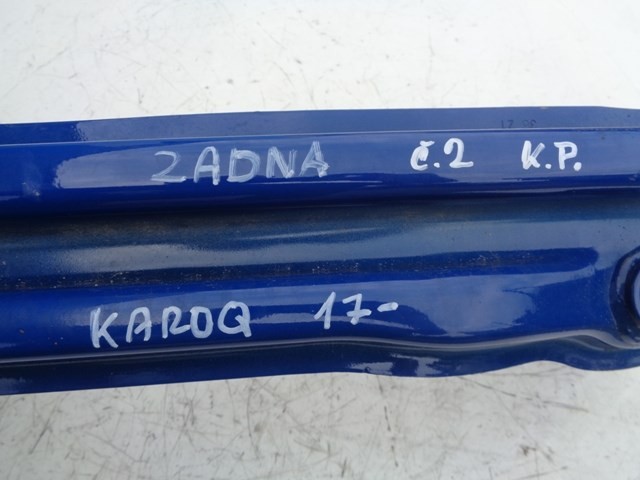 ZADNA č.2 K.P.
KAROQ 17-